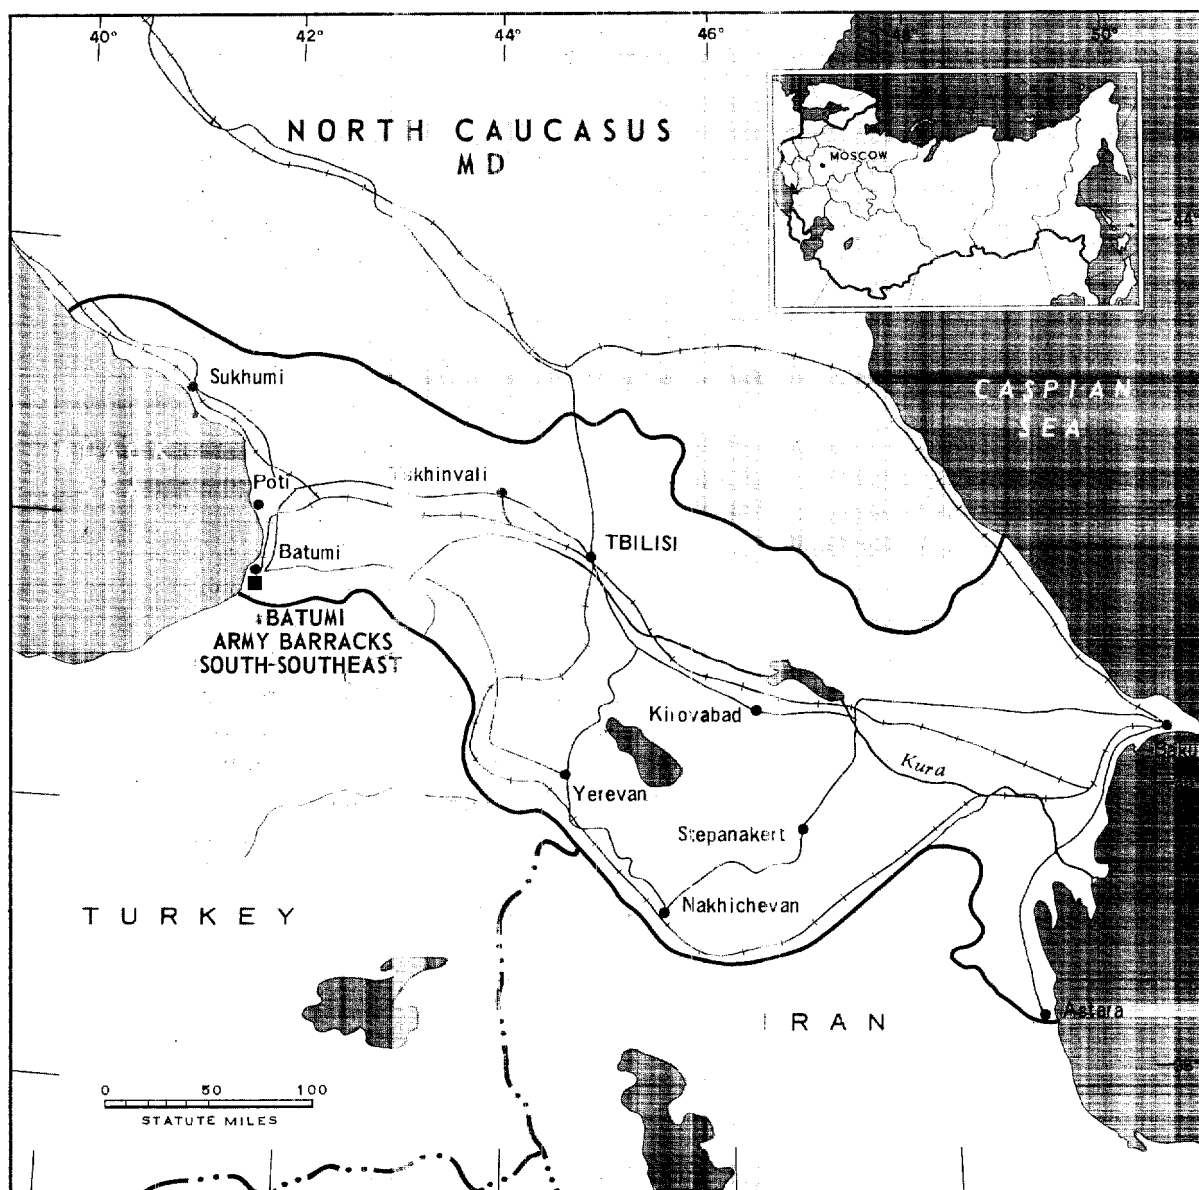 40° 42° 44° 46° 48° 50°
NORTH CAUCASUS
MD
MOSCOW
CASPIAN
SEA
Sukhumi
Poti
Batumi
BATUMI
ARMY BARRACKS
SOUTH-SOUTHEAST
TBILISI
Kirovabad
Kura
Yerevan
Stepanakert
Nakhichevan
TURKEY
IRAN
Astara
0 50 100
STATUTE MILES